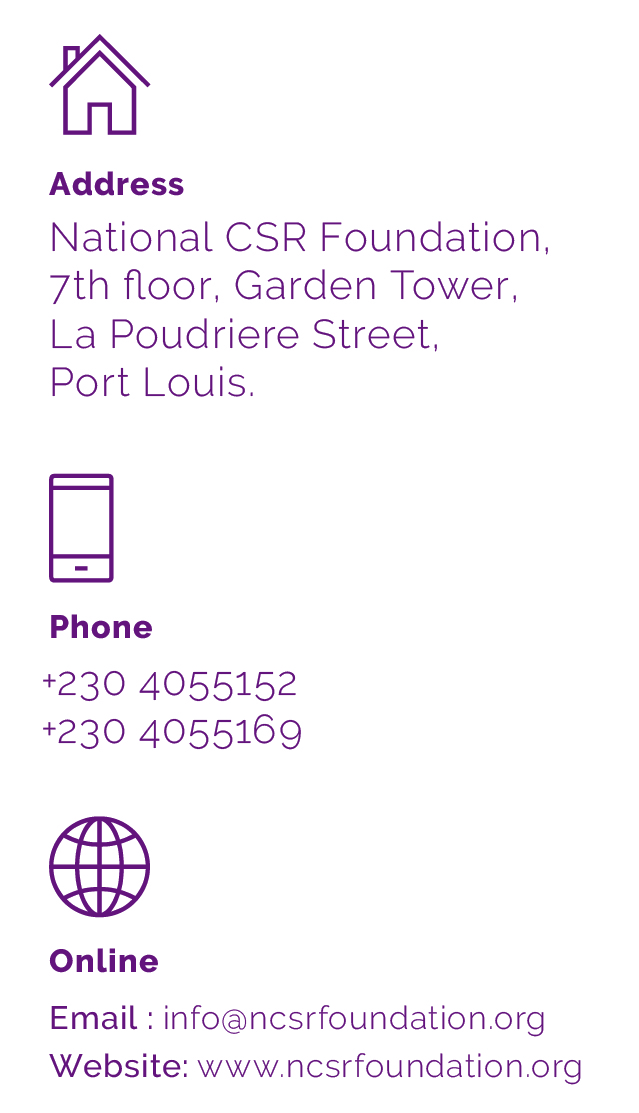 Address
National CSR Foundation,
7th floor, Garden Tower,
La Poudriere Street,
Port Louis.
Phone
+230 4055152
+230 4055169
Online
Email : info@ncsrfoundation.org
Website: www.ncsrfoundation.org